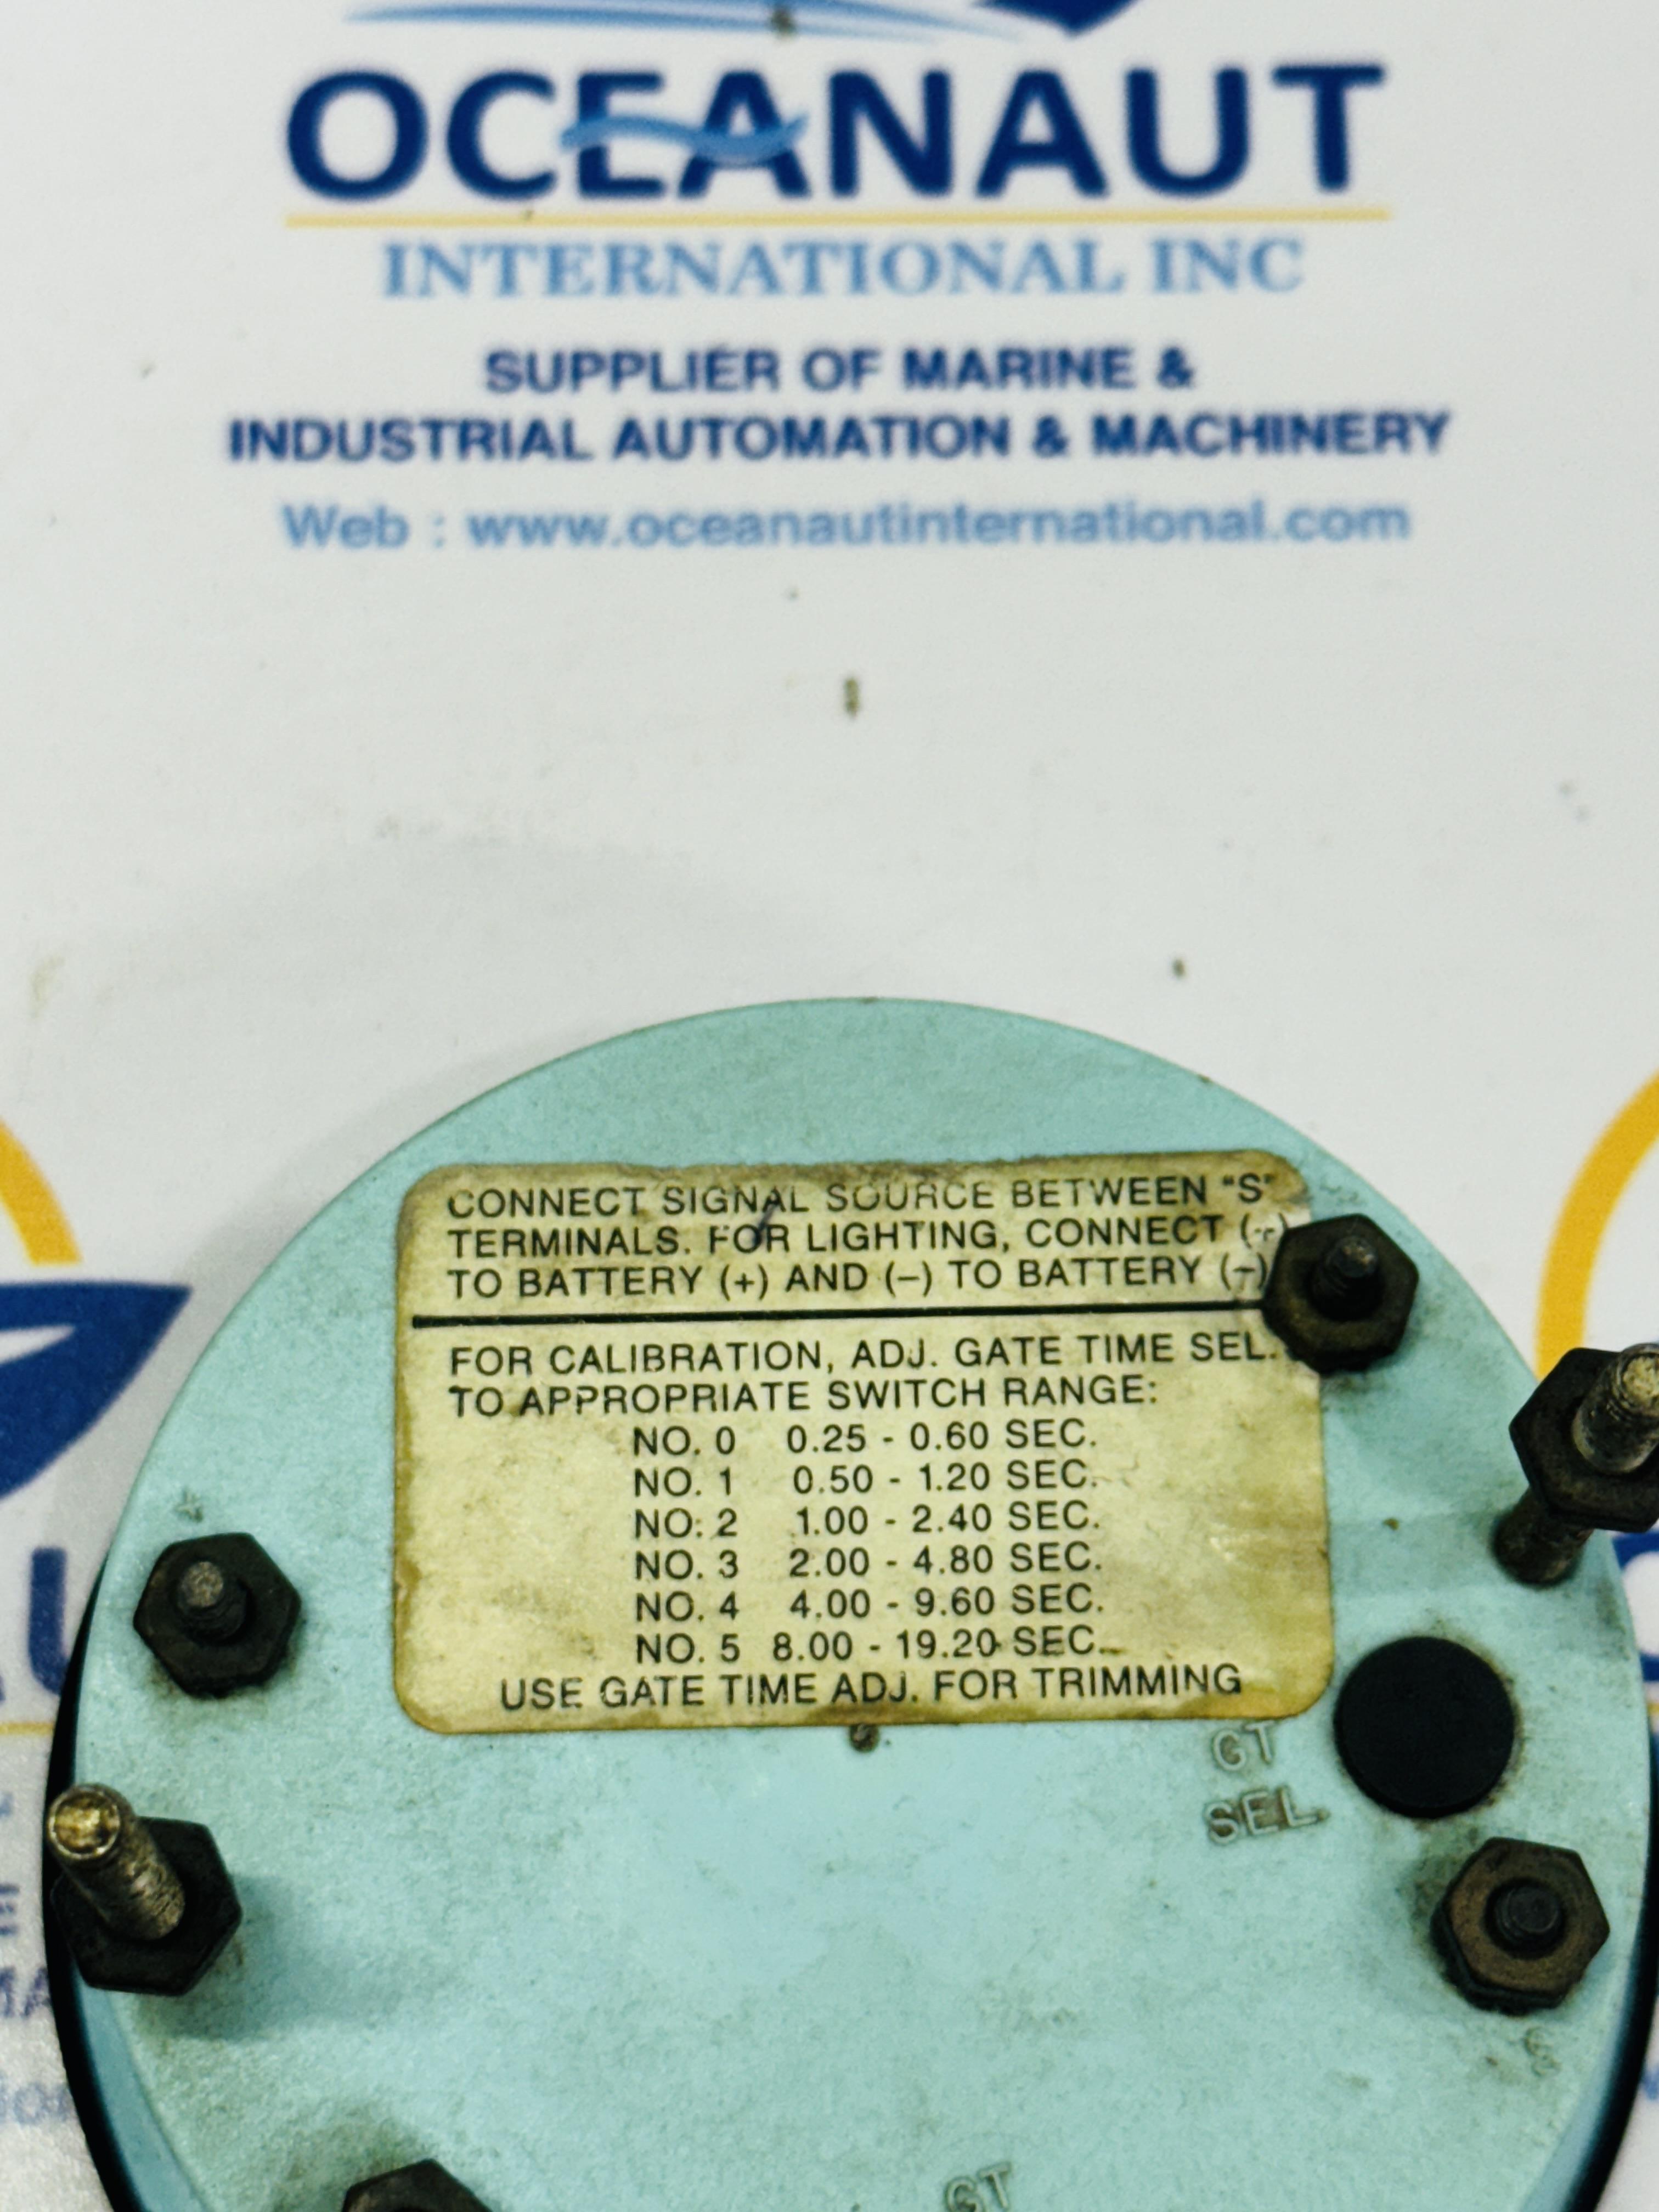 OCEANAUT
INTERNATIONAL INC
SUPPLIER OF MARINE &
INDUSTRIAL AUTOMATION & MACHINERY
Web : www.oceanautinternational.com
CONNECT SIGNAL SOURCE BETWEEN "S"
TERMINALS. FOR LIGHTING, CONNECT (+)
TO BATTERY (+) AND (–) TO BATTERY (–)
FOR CALIBRATION, ADJ. GATE TIME SEL.
TO APPROPRIATE SWITCH RANGE:
NO. 0 0.25 - 0.60 SEC.
NO. 1 0.50 - 1.20 SEC.
NO. 2 1.00 - 2.40 SEC.
NO. 3 2.00 - 4.80 SEC.
NO. 4 4.00 - 9.60 SEC.
NO. 5 8.00 - 19.20 SEC.
USE GATE TIME ADJ. FOR TRIMMING
GT
SEL
S
GT